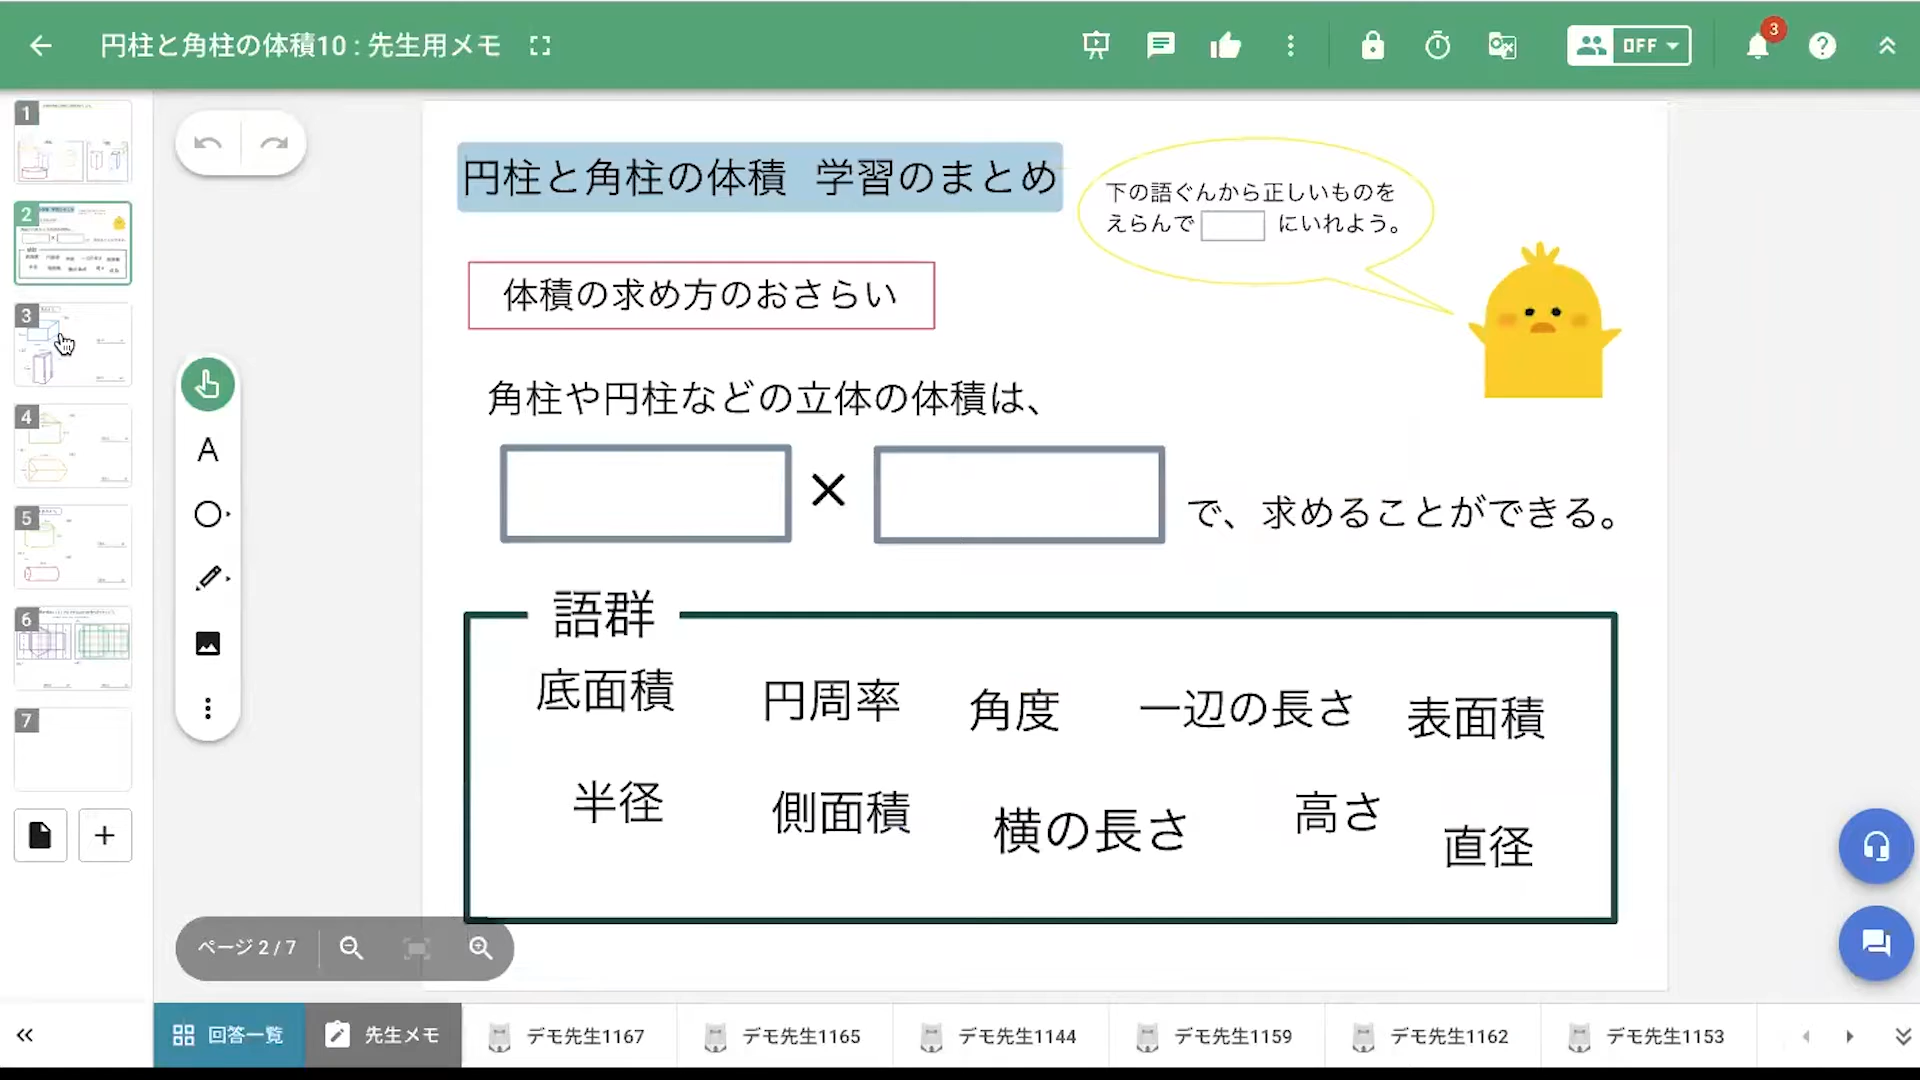 円柱と角柱の体積10 : 先生用メモ
OFF
3
1
2
3
4
5
6
7
A
円柱と角柱の体積 学習のまとめ
下の語ぐんから正しいものを
えらんで にいれよう。
体積の求め方のおさらい
角柱や円柱などの立体の体積は、
× で、求めることができる。
語群
底面積 円周率 角度 一辺の長さ 表面積
半径 側面積 横の長さ 高さ 直径
ページ 2 / 7
回答一覧 先生メモ デモ先生1167 デモ先生1165 デモ先生1144 デモ先生1159 デモ先生1162 デモ先生1153